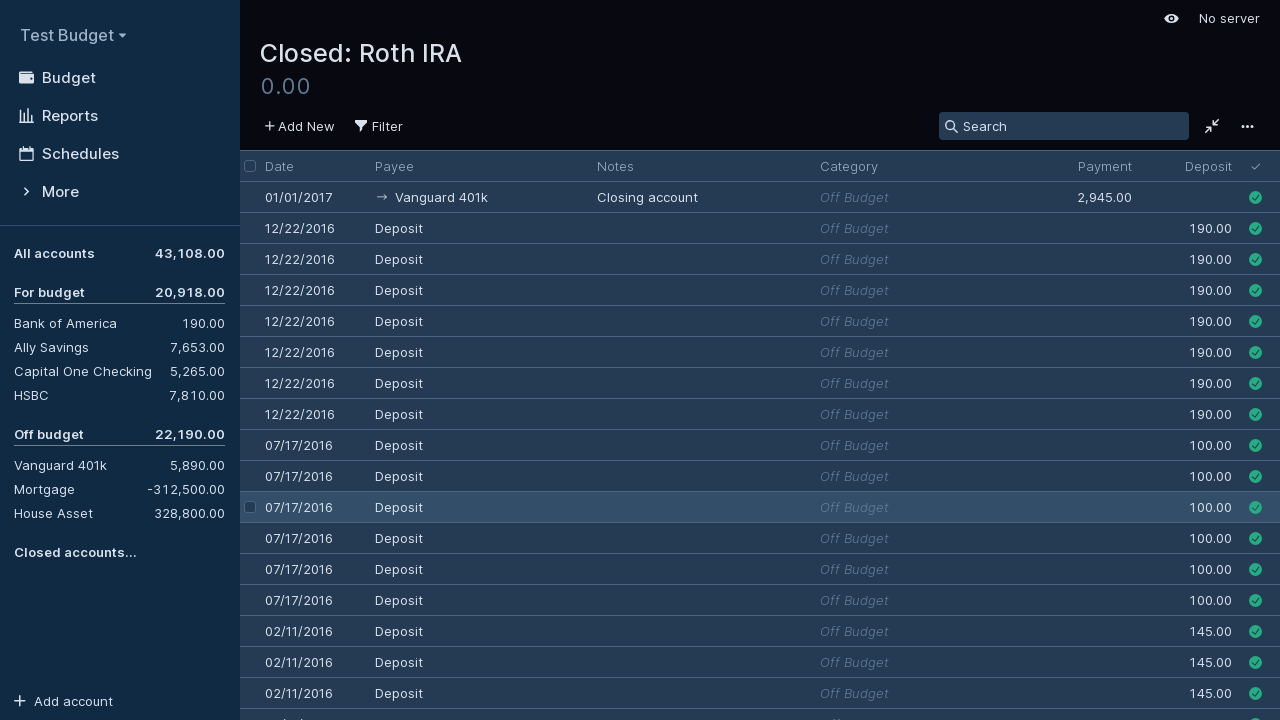 Test Budget
Budget
Reports
Schedules
More
All accounts 43,108.00
For budget 20,918.00
Bank of America 190.00
Ally Savings 7,653.00
Capital One Checking 5,265.00
HSBC 7,810.00
Off budget 22,190.00
Vanguard 401k 5,890.00
Mortgage -312,500.00
House Asset 328,800.00
Closed accounts...
Add account
No server
Closed: Roth IRA
0.00
Add New Filter Search
Date Payee Notes Category Payment Deposit
01/01/2017 → Vanguard 401k Closing account Off Budget 2,945.00
12/22/2016 Deposit Off Budget 190.00
12/22/2016 Deposit Off Budget 190.00
12/22/2016 Deposit Off Budget 190.00
12/22/2016 Deposit Off Budget 190.00
12/22/2016 Deposit Off Budget 190.00
12/22/2016 Deposit Off Budget 190.00
12/22/2016 Deposit Off Budget 190.00
07/17/2016 Deposit Off Budget 100.00
07/17/2016 Deposit Off Budget 100.00
07/17/2016 Deposit Off Budget 100.00
07/17/2016 Deposit Off Budget 100.00
07/17/2016 Deposit Off Budget 100.00
07/17/2016 Deposit Off Budget 100.00
02/11/2016 Deposit Off Budget 145.00
02/11/2016 Deposit Off Budget 145.00
02/11/2016 Deposit Off Budget 145.00